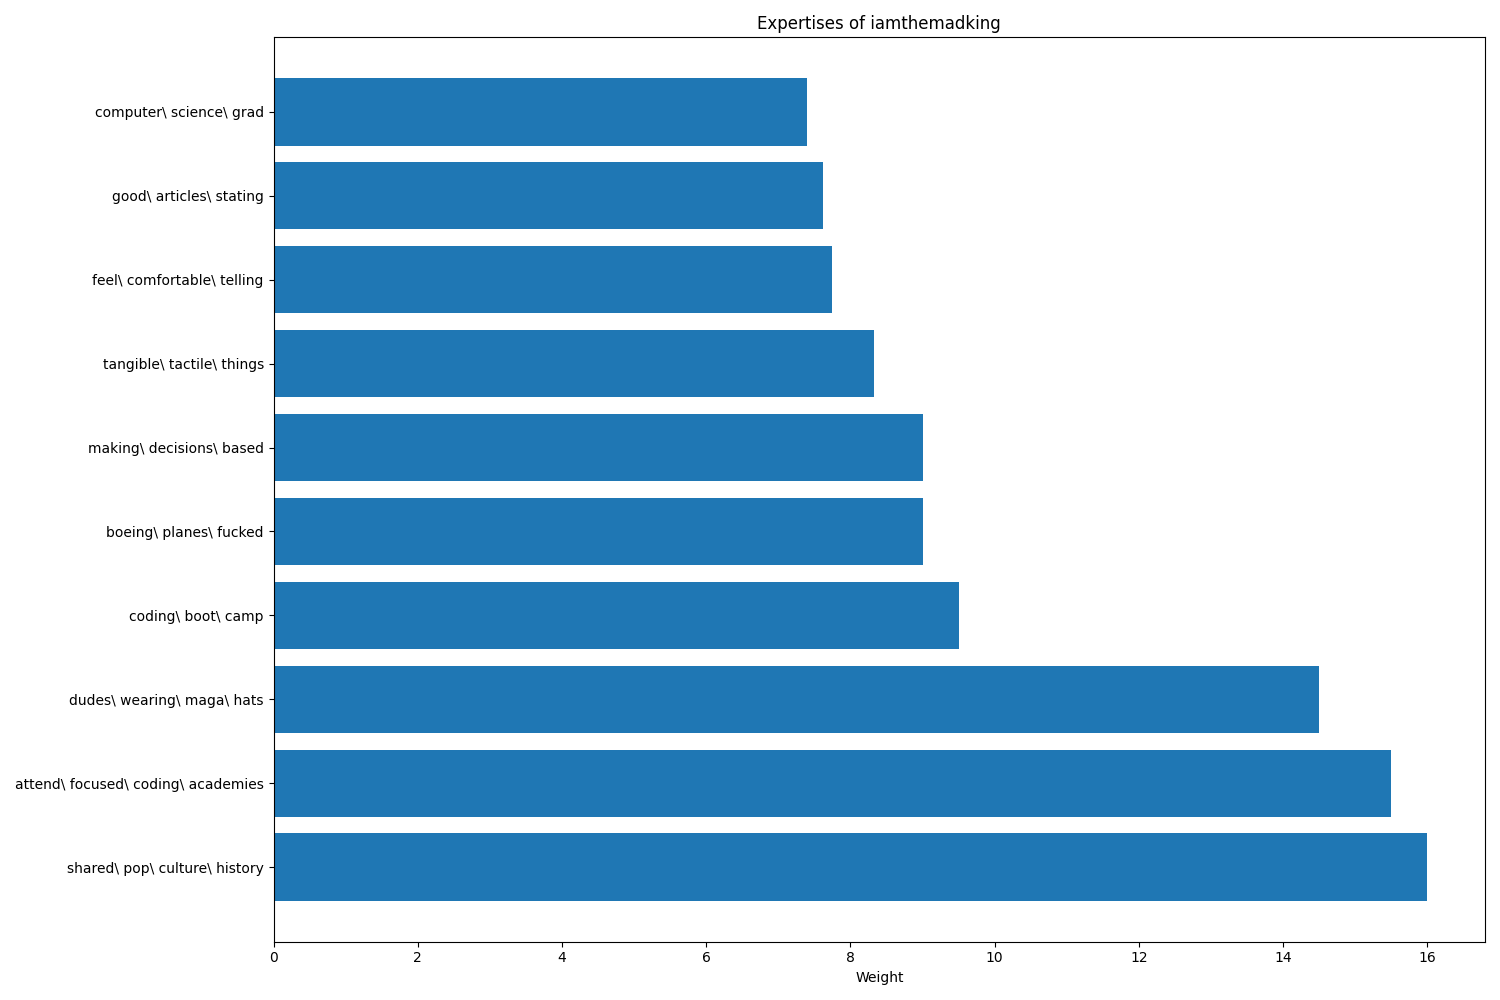 Expertises of iamthemadking
computer\ science\ grad
good\ articles\ stating
feel\ comfortable\ telling
tangible\ tactile\ things
making\ decisions\ based
boeing\ planes\ fucked
coding\ boot\ camp
dudes\ wearing\ maga\ hats
attend\ focused\ coding\ academies
shared\ pop\ culture\ history
0 2 4 6 8 10 12 14 16
Weight